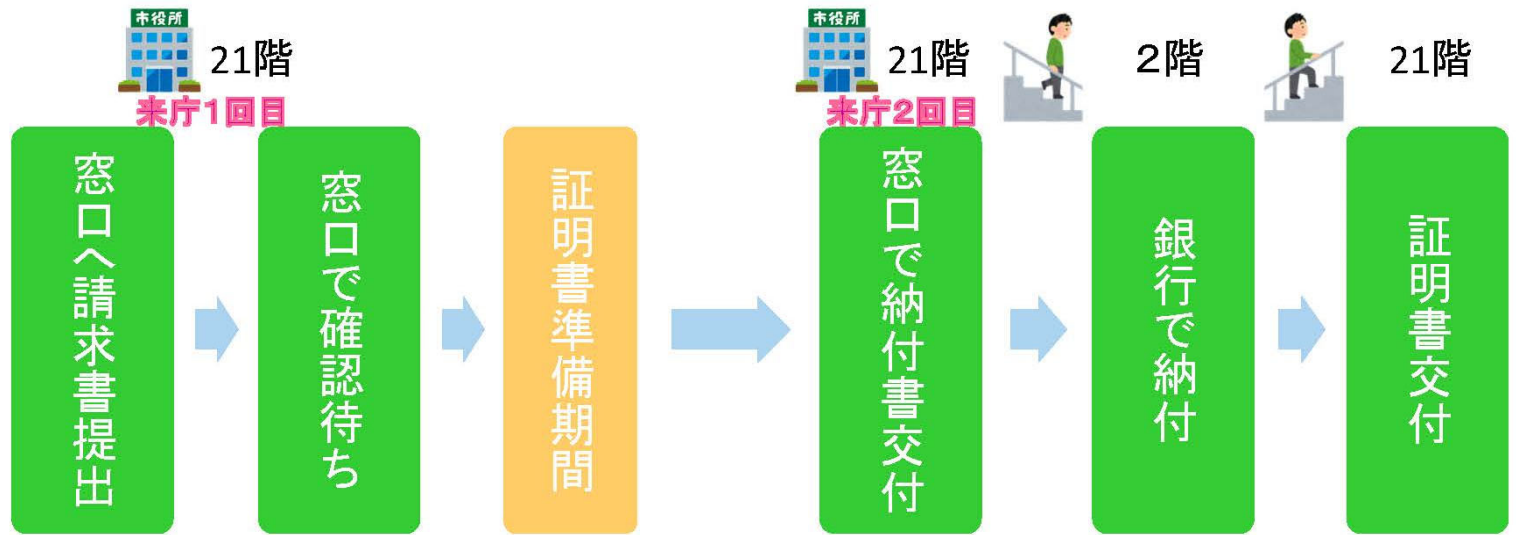 市役所
21階
来庁1回目
市役所
21階
来庁2回目
2階
21階
窓口へ請求書提出
窓口で確認待ち
証明書準備期間
窓口で納付書交付
銀行で納付
証明書交付